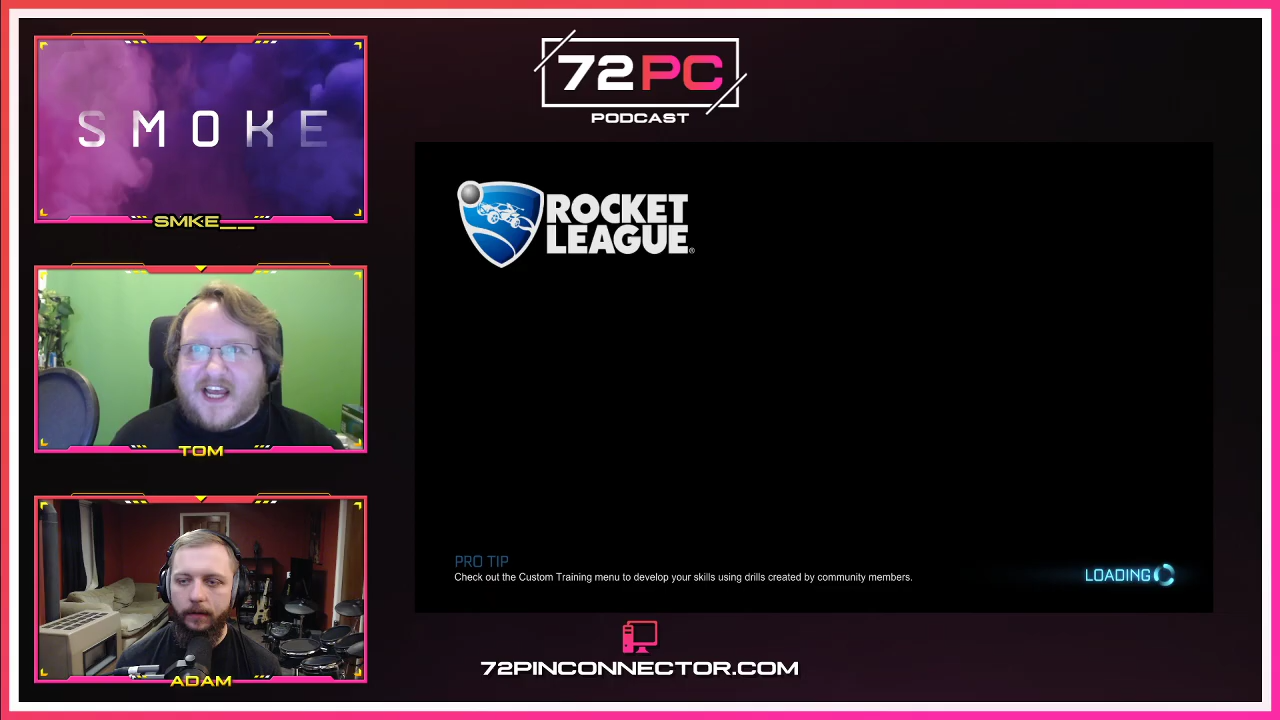 SMOKE
SMKE__
TOM
ADAM
72PC
PODCAST
ROCKET
LEAGUE®
PRO TIP
Check out the Custom Training menu to develop your skills using drills created by community members.
LOADING
72PINCONNECTOR.COM